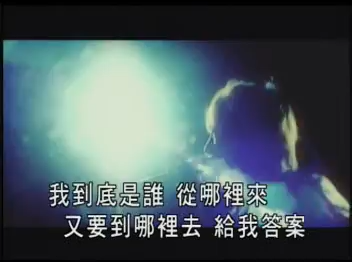 我到底是誰 從哪裡來
又要到哪裡去 給我答案